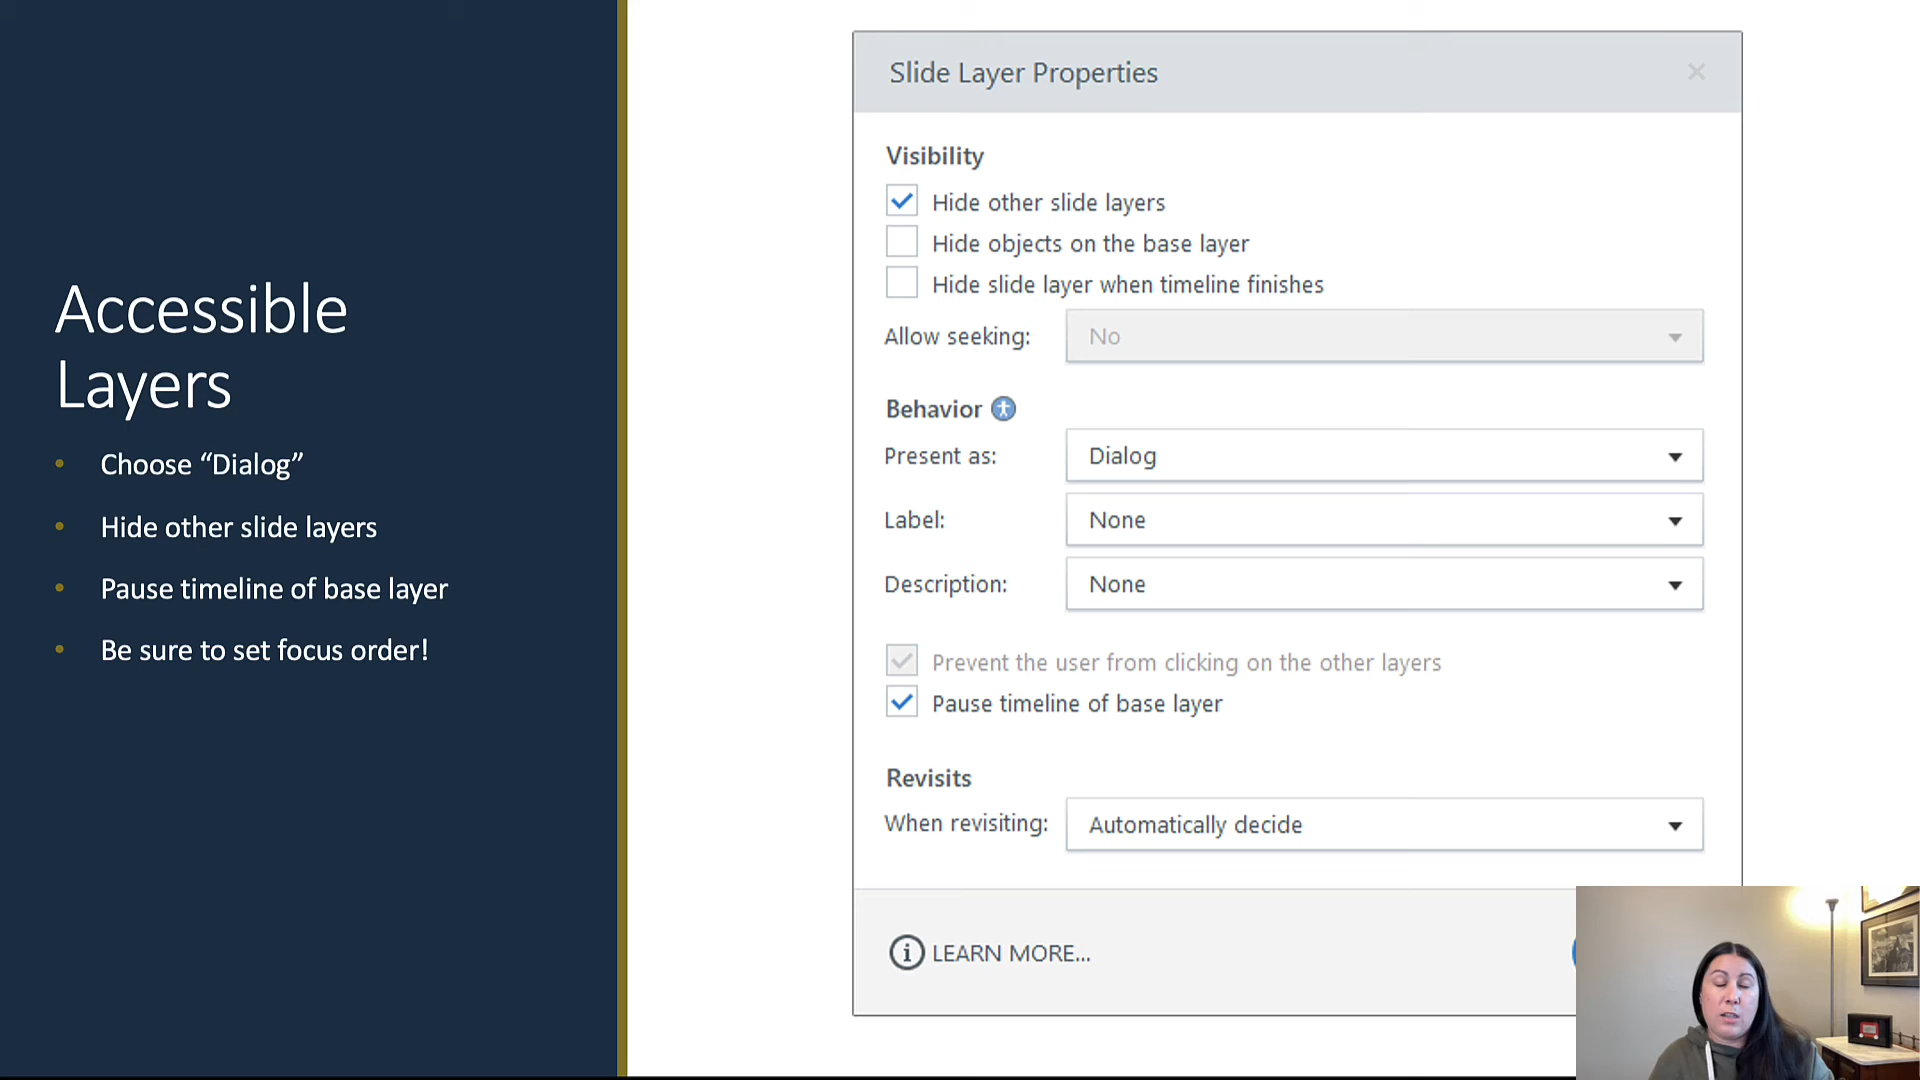 Accessible
Layers
• Choose “Dialog”
• Hide other slide layers
• Pause timeline of base layer
• Be sure to set focus order!
Slide Layer Properties
Visibility
Hide other slide layers
Hide objects on the base layer
Hide slide layer when timeline finishes
Allow seeking: No
Behavior
Present as: Dialog
Label: None
Description: None
Prevent the user from clicking on the other layers
Pause timeline of base layer
Revisits
When revisiting: Automatically decide
LEARN MORE...